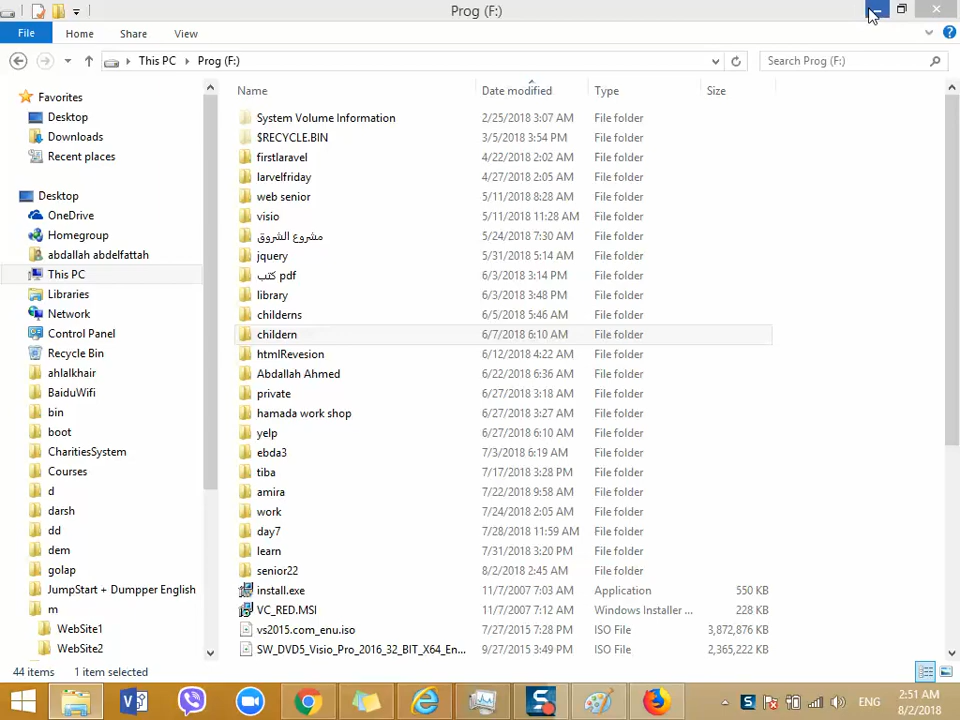 Prog (F:)
File Home Share View
This PC Prog (F:) Search Prog (F:)
Name Date modified Type Size
Favorites
Desktop
Downloads
Recent places
Desktop
OneDrive
Homegroup
abdallah abdelfattah
This PC
Libraries
Network
Control Panel
Recycle Bin
ahlalkhair
BaiduWifi
bin
boot
CharitiesSystem
Courses
d
darsh
dd
dem
golap
JumpStart + Dumpper English
m
WebSite1
WebSite2
System Volume Information 2/25/2018 3:07 AM File folder
$RECYCLE.BIN 3/5/2018 3:54 PM File folder
firstlaravel 4/22/2018 2:02 AM File folder
larvelfriday 4/27/2018 2:05 AM File folder
web senior 5/11/2018 8:28 AM File folder
visio 5/11/2018 11:28 AM File folder
مشروع الشروق 5/24/2018 7:30 AM File folder
jquery 5/31/2018 5:14 AM File folder
كتب pdf 6/3/2018 3:14 PM File folder
library 6/3/2018 3:48 PM File folder
childerns 6/5/2018 5:46 AM File folder
childern 6/7/2018 6:10 AM File folder
htmlRevesion 6/12/2018 4:22 AM File folder
Abdallah Ahmed 6/22/2018 6:36 AM File folder
private 6/27/2018 3:18 AM File folder
hamada work shop 6/27/2018 3:27 AM File folder
yelp 6/27/2018 6:10 AM File folder
ebda3 7/3/2018 6:19 AM File folder
tiba 7/17/2018 3:28 PM File folder
amira 7/22/2018 9:58 AM File folder
work 7/24/2018 2:05 AM File folder
day7 7/28/2018 11:59 AM File folder
learn 7/31/2018 3:20 PM File folder
senior22 8/2/2018 2:45 AM File folder
install.exe 11/7/2007 7:03 AM Application 550 KB
VC_RED.MSI 11/7/2007 7:12 AM Windows Installer ... 228 KB
vs2015.com_enu.iso 7/27/2015 5:27 PM ISO File 3,872,876 KB
SW_DVD5_Visio_Pro_2016_32_BIT_X64_En... 9/27/2015 3:49 PM ISO File 2,365,222 KB
44 items 1 item selected
ENG 2:51 AM
8/2/2018